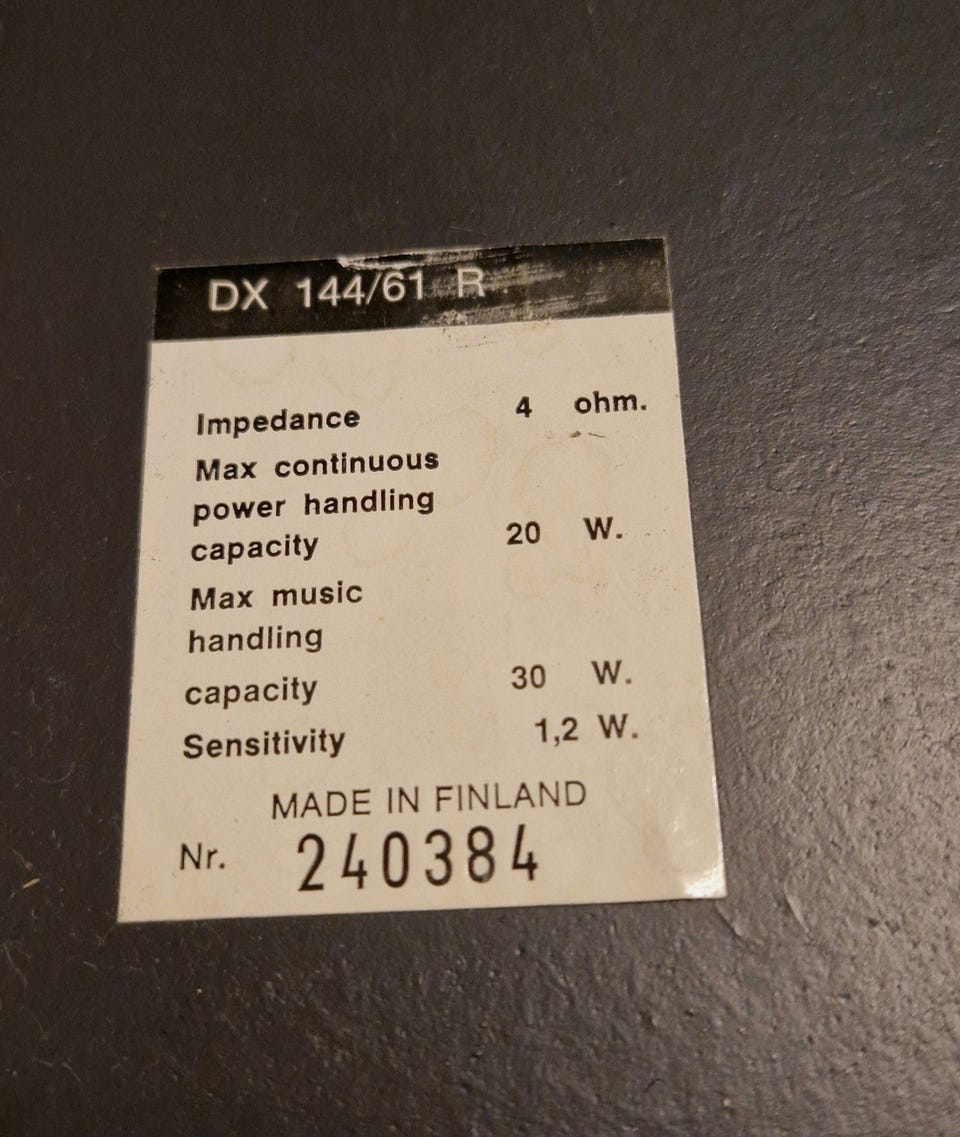 DX 144/61 R
Impedance 4 ohm.
Max continuous
power handling
capacity 20 W.
Max music
handling
capacity 30 W.
Sensitivity 1,2 W.
MADE IN FINLAND
Nr. 240384